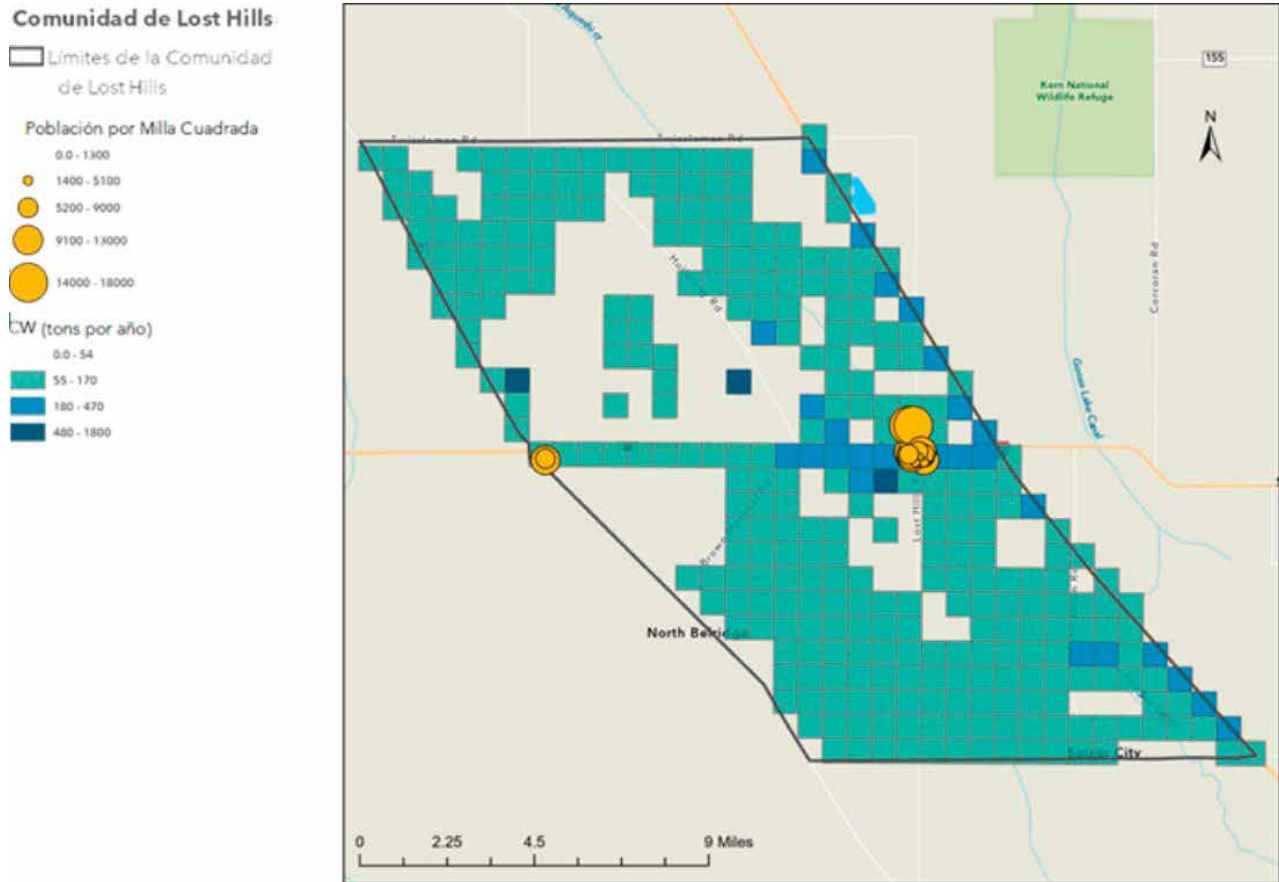 Comunidad de Lost Hills
Límites de la Comunidad
de Lost Hills
Población por Milla Cuadrada
0.0 - 1300
1400 - 5100
5200 - 9000
9100 - 13000
14000 - 18000
CW (tons por año)
0.0 - 54
55 - 170
180 - 470
480 - 1800
155
Kern National
Wildlife Refuge
N
Twisselman Rd
Twisselman Rd
Corcoran Rd
Goose Lake Canal
Lost Hills
North Belridge
City
0
2.25
4.5
9 Miles